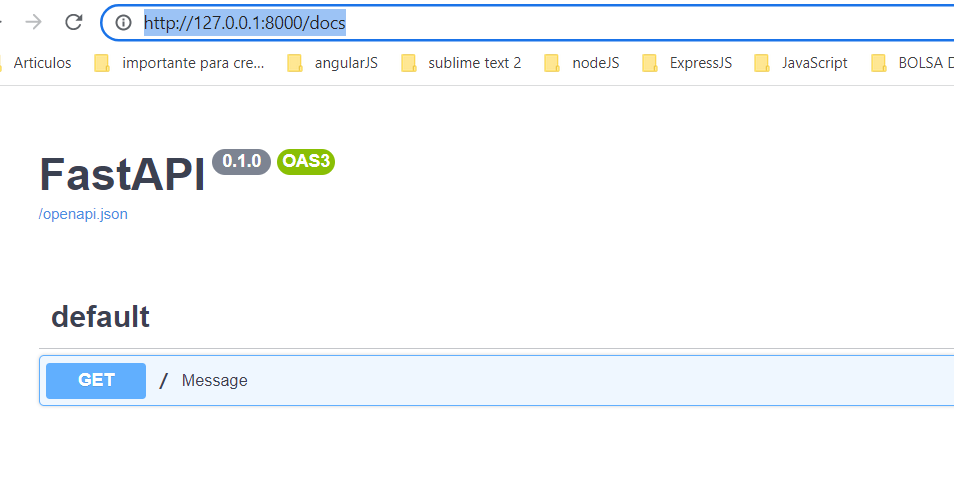 http://127.0.0.1:8000/docs
Articulos importante para cre... angularJS sublime text 2 nodeJS ExpressJS JavaScript BOLSA D
FastAPI 0.1.0 OAS3
/openapi.json
default
GET / Message